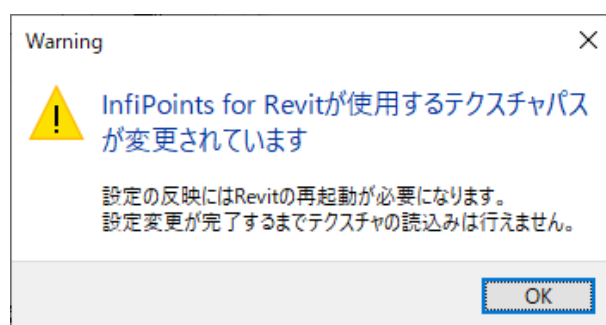 Warning
InfiPoints for Revitが使用するテクスチャパス
が変更されています
設定の反映にはRevitの再起動が必要になります。
設定変更が完了するまでテクスチャの読込みは行えません。
OK